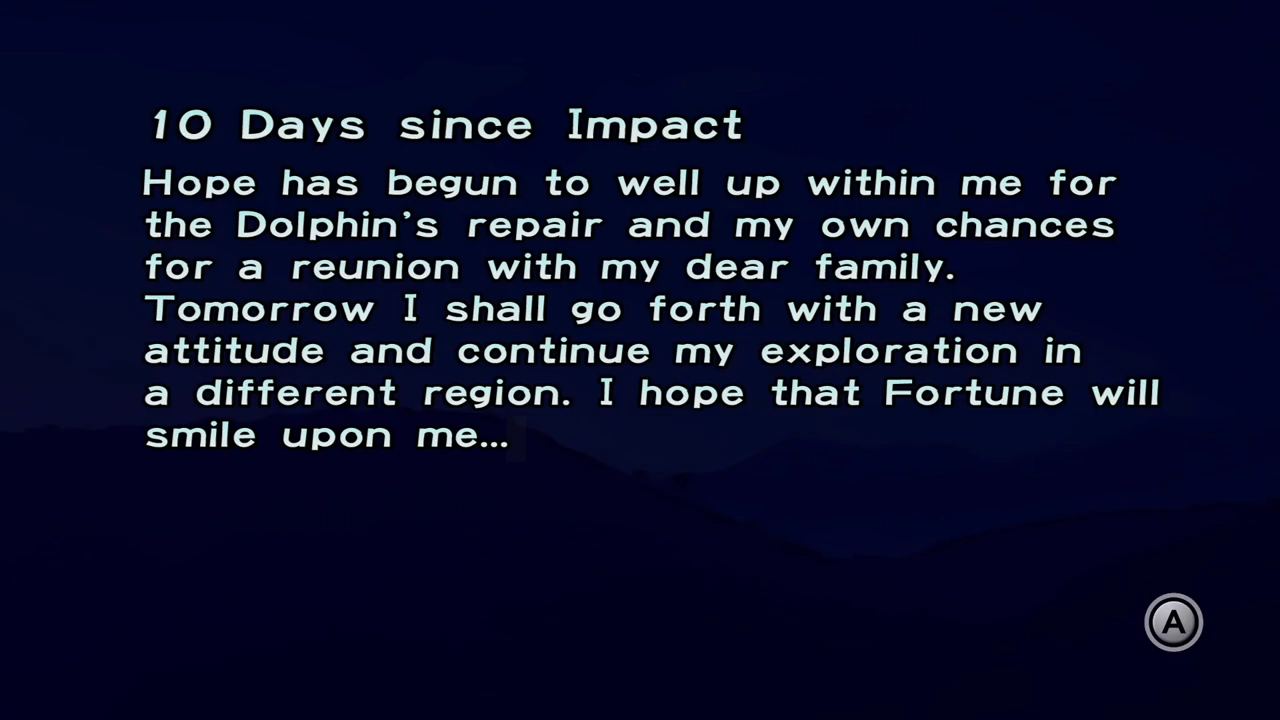 10 Days since Impact
Hope has begun to well up within me for
the Dolphin's repair and my own chances
for a reunion with my dear family.
Tomorrow I shall go forth with a new
attitude and continue my exploration in
a different region. I hope that Fortune will
smile upon me...
A